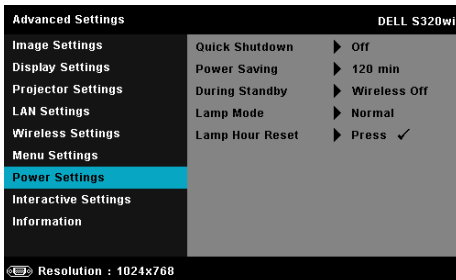 Advanced Settings DELL S320wi
Image Settings
Display Settings
Projector Settings
LAN Settings
Wireless Settings
Menu Settings
Power Settings
Interactive Settings
Information
Quick Shutdown Off
Power Saving 120 min
During Standby Wireless Off
Lamp Mode Normal
Lamp Hour Reset Press ✓
Resolution : 1024x768